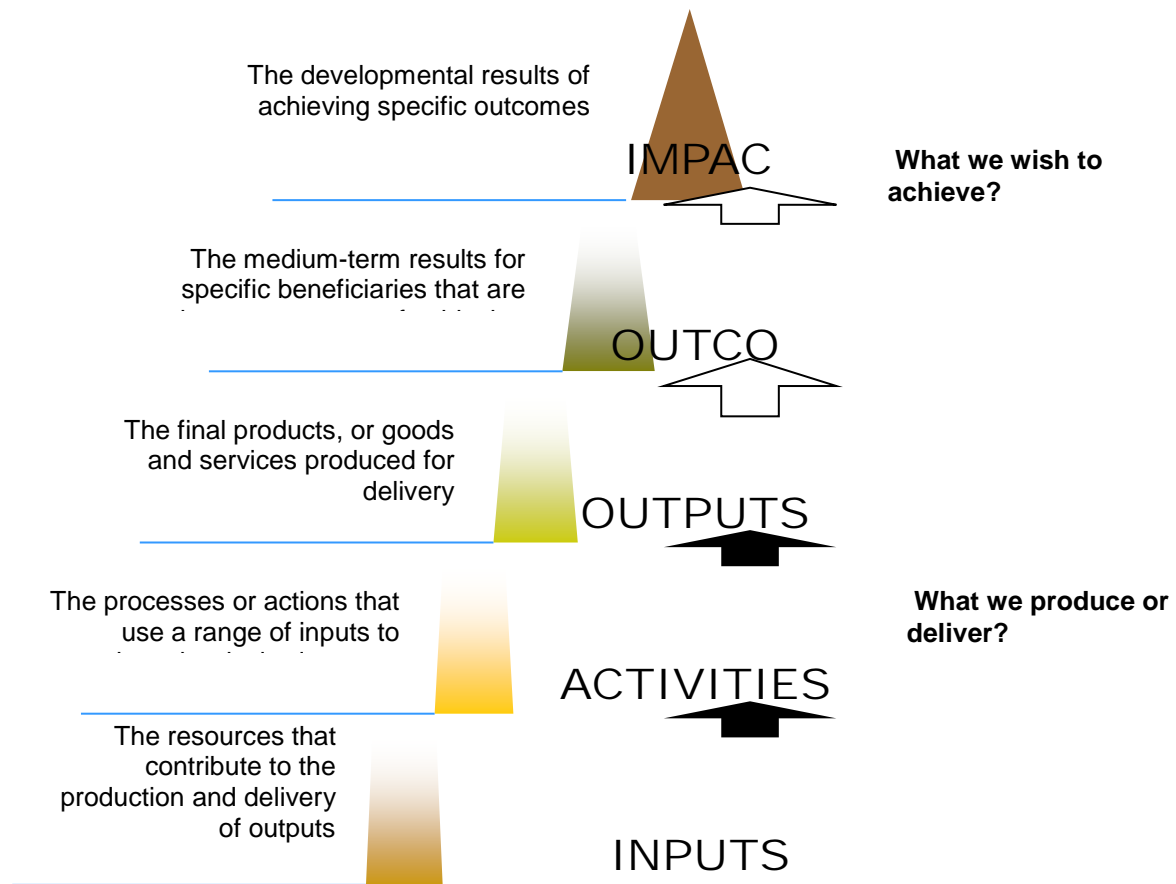 The developmental results of
achieving specific outcomes
IMPAC
What we wish to
achieve?
The medium-term results for
specific beneficiaries that are
OUTCO
The final products, or goods
and services produced for
delivery
OUTPUTS
The processes or actions that
use a range of inputs to
What we produce or
deliver?
ACTIVITIES
The resources that
contribute to the
production and delivery
of outputs
INPUTS